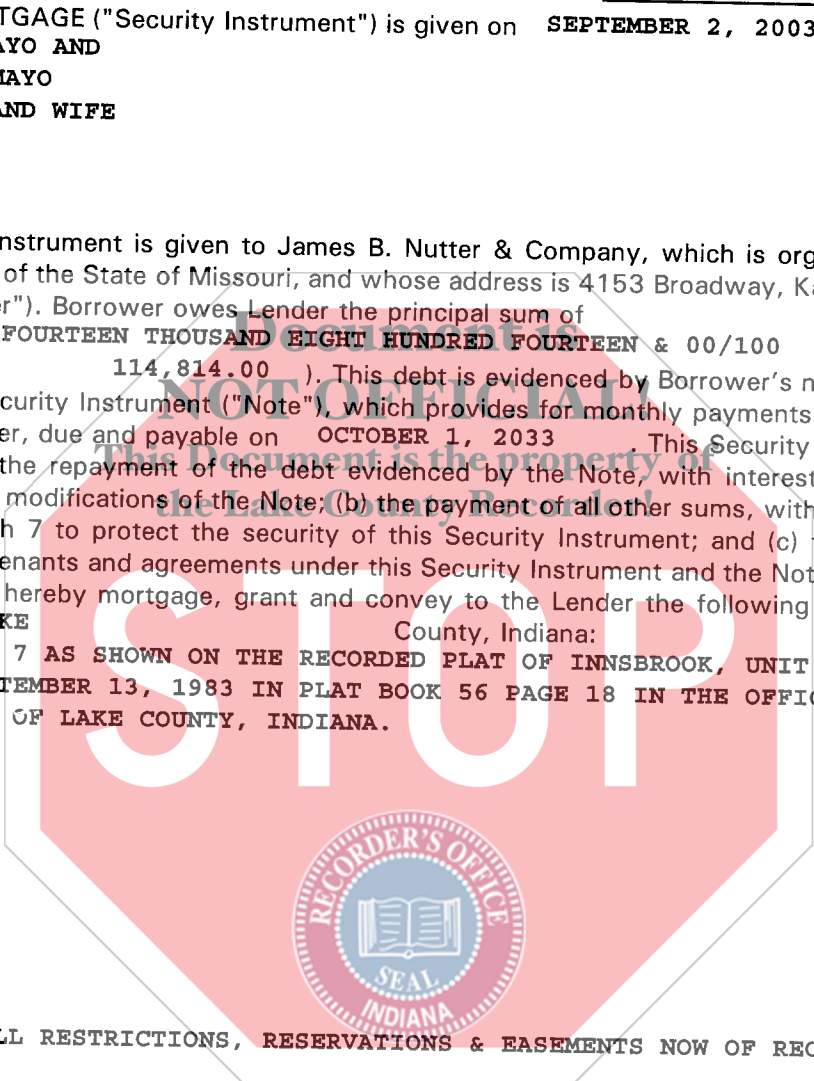 TGAGE ("Security Instrument") is given on SEPTEMBER 2, 2003
AYO AND
MAYO
AND WIFE
nstrument is given to James B. Nutter & Company, which is org
of the State of Missouri, and whose address is 4153 Broadway, Ka
er"). Borrower owes Lender the principal sum of
Document is
FOURTEEN THOUSAND EIGHT HUNDRED FOURTEEN & 00/100
114,814.00 ). This debt is evidenced by Borrower's n
NOT OFFICIAL!
curity Instrument ("Note"), which provides for monthly payments
er, due and payable on OCTOBER 1, 2033 . This Security
This Document is the property of
the repayment of the debt evidenced by the Note, with interest
modifications of the Note; (b) the payment of all other sums, with
the Lake County Recorder!
h 7 to protect the security of this Security Instrument; and (c) t
enants and agreements under this Security Instrument and the Not
hereby mortgage, grant and convey to the Lender the following
KE County, Indiana:
7 AS SHOWN ON THE RECORDED PLAT OF INNSBROOK, UNIT
TEMBER 13, 1983 IN PLAT BOOK 56 PAGE 18 IN THE OFFIC
OF LAKE COUNTY, INDIANA.
STOP
RECORDER'S OFFICE
SEAL
INDIANA
LL RESTRICTIONS, RESERVATIONS & EASEMENTS NOW OF REC